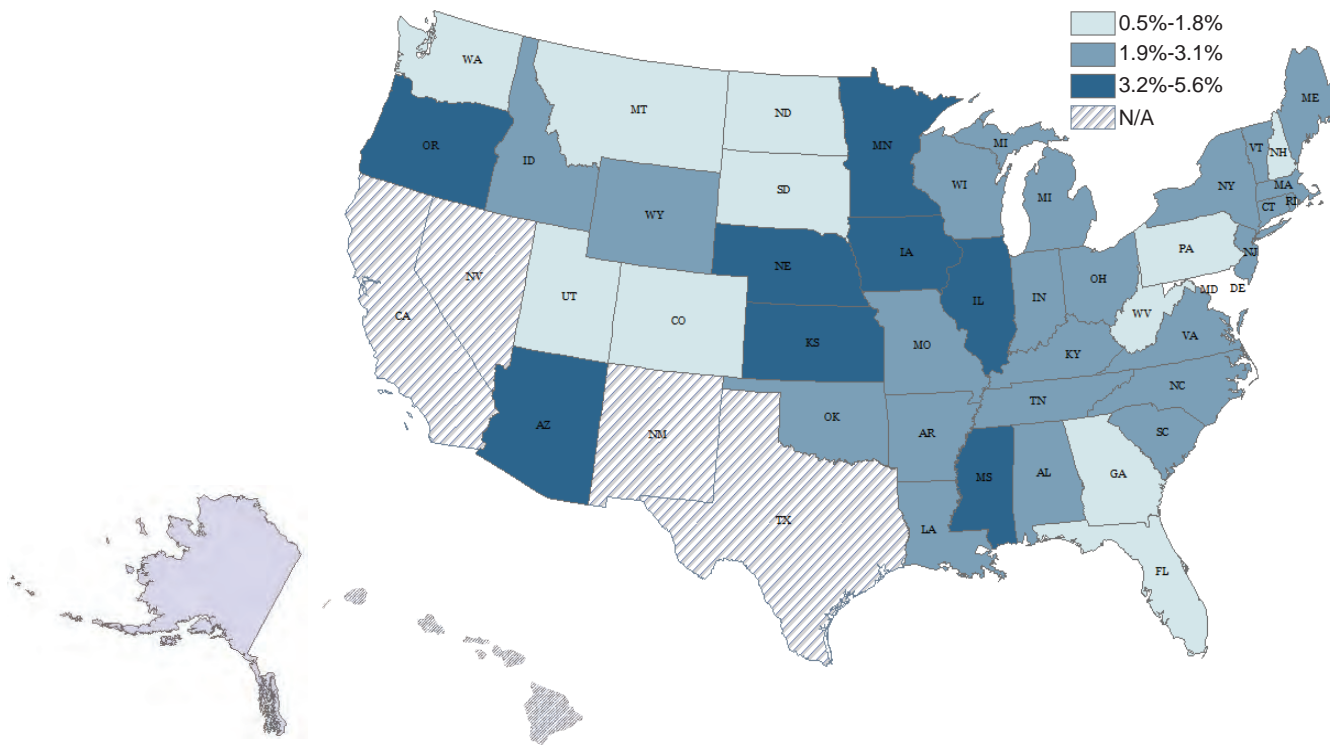 0.5%-1.8%
1.9%-3.1%
3.2%-5.6%
N/A
WA
MT
ND
MN
OR
ID
SD
WI
MI
MI
WY
NE
IA
NV
UT
CO
CA
KS
MO
IL
IN
OH
KY
WV
VA
PA
NY
VT
NH
ME
MA
CT
RI
NJ
MD
DE
AZ
NM
OK
AR
TN
NC
SC
TX
LA
MS
AL
GA
FL